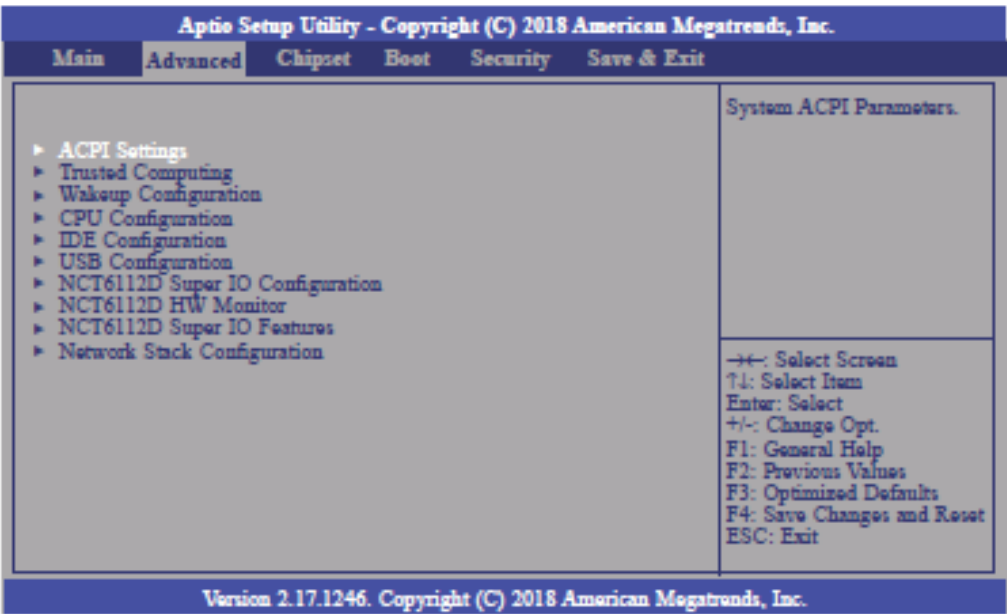 Aptio Setup Utility - Copyright (C) 2018 American Megatrends, Inc.
Main Advanced Chipset Boot Security Save & Exit
► ACPI Settings
► Trusted Computing
► Wakeup Configuration
► CPU Configuration
► IDE Configuration
► USB Configuration
► NCT6112D Super IO Configuration
► NCT6112D HW Monitor
► NCT6112D Super IO Features
► Network Stack Configuration
System ACPI Parameters.
→←: Select Screen
↑↓: Select Item
Enter: Select
+/-: Change Opt.
F1: General Help
F2: Previous Values
F3: Optimized Defaults
F4: Save Changes and Reset
ESC: Exit
Version 2.17.1246. Copyright (C) 2018 American Megatrends, Inc.